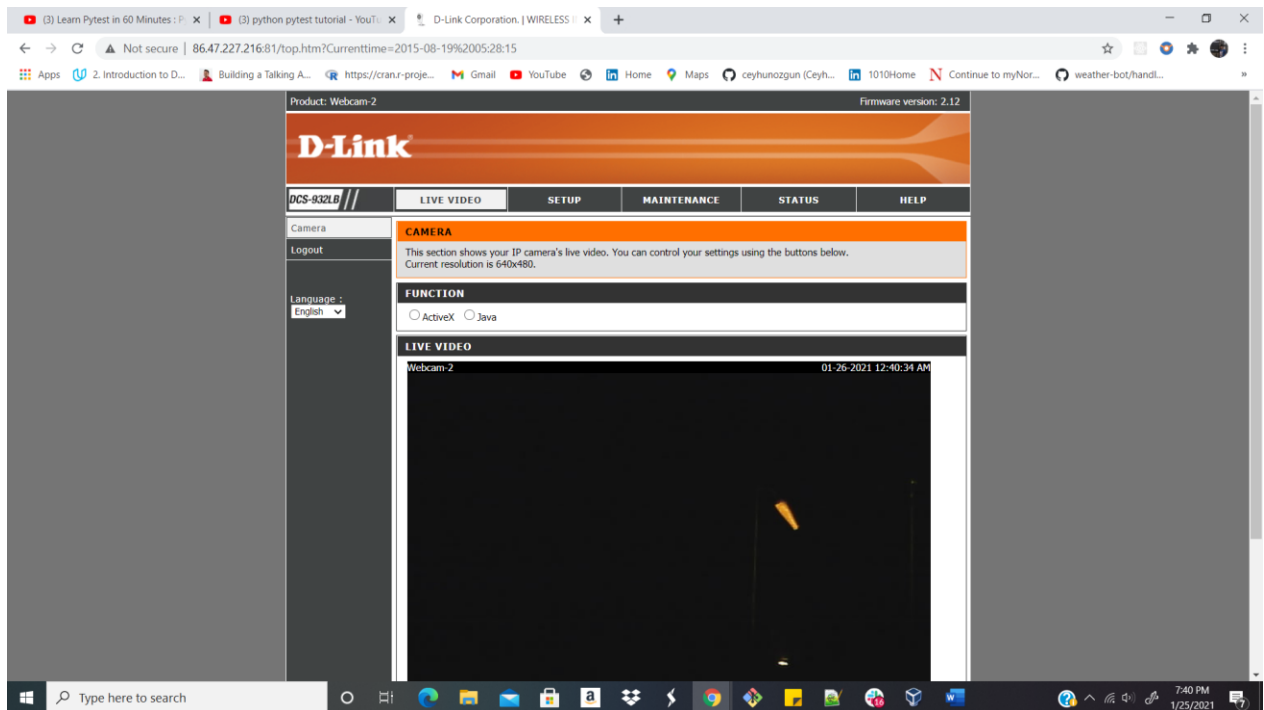 (3) Learn Pytest in 60 Minutes : P
(3) python pytest tutorial - YouTu
D-Link Corporation. | WIRELESS I
Not secure | 86.47.227.216:81/top.htm?Currenttime=2015-08-19%2005:28:15
Apps
2. Introduction to D...
Building a Talking A...
https://cran.r-proje...
Gmail
YouTube
Home
Maps
ceyhunozgun (Ceyh...
1010Home
Continue to myNor...
weather-bot/handl...
»
Product: Webcam-2
Firmware version: 2.12
D-Link
DCS-932LB //
LIVE VIDEO
SETUP
MAINTENANCE
STATUS
HELP
Camera
Logout
Language :
English
CAMERA
This section shows your IP camera's live video. You can control your settings using the buttons below.
Current resolution is 640x480.
FUNCTION
ActiveX Java
LIVE VIDEO
Webcam-2 01-26-2021 12:40:34 AM
Type here to search
7:40 PM
1/25/2021